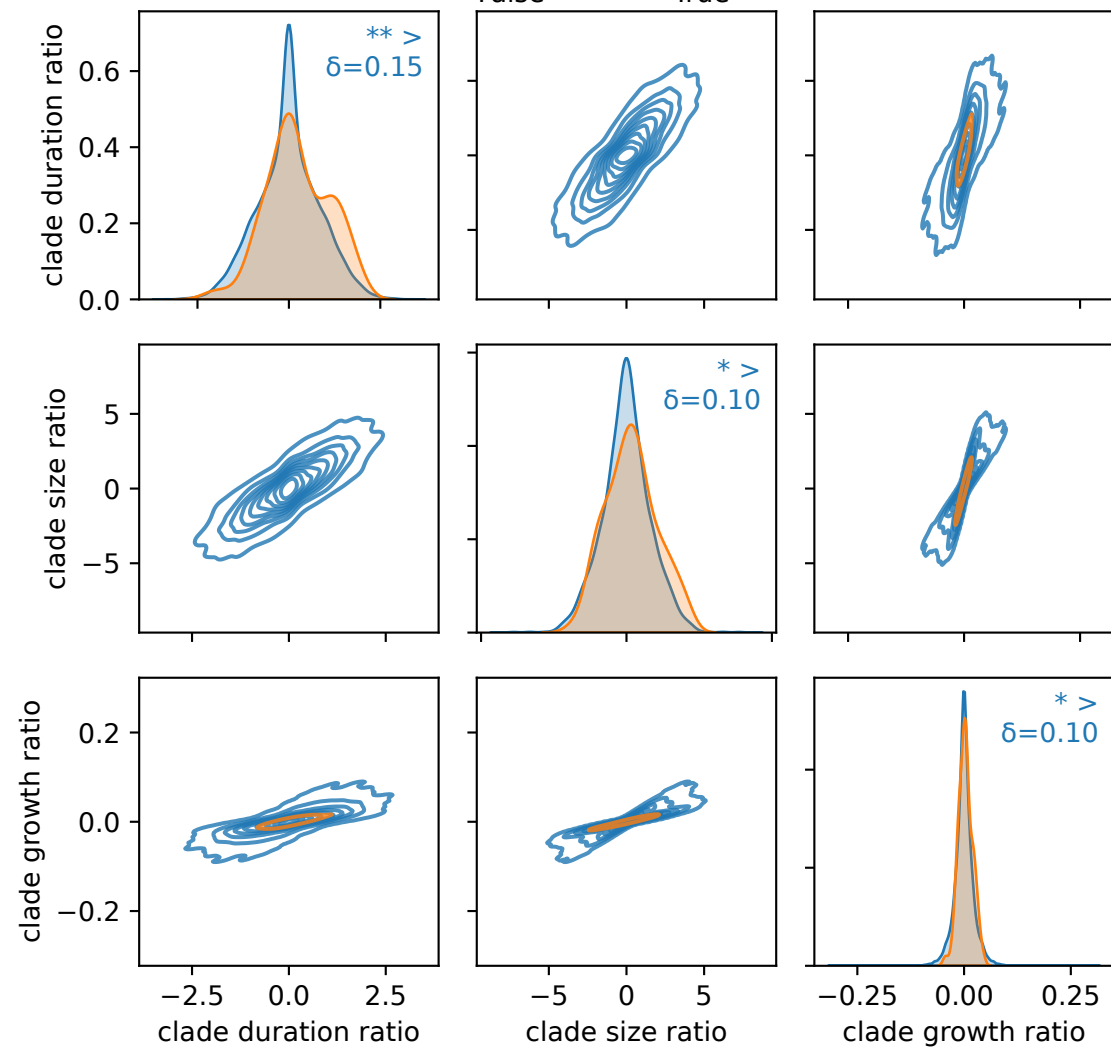 ** >
δ=0.15
clade duration ratio
0.6
0.4
0.2
0.0
* >
δ=0.10
clade size ratio
5
0
−5
* >
δ=0.10
clade growth ratio
0.2
0.0
−0.2
−2.5 0.0 2.5 −5 0 5 −0.25 0.00 0.25
clade duration ratio clade size ratio clade growth ratio